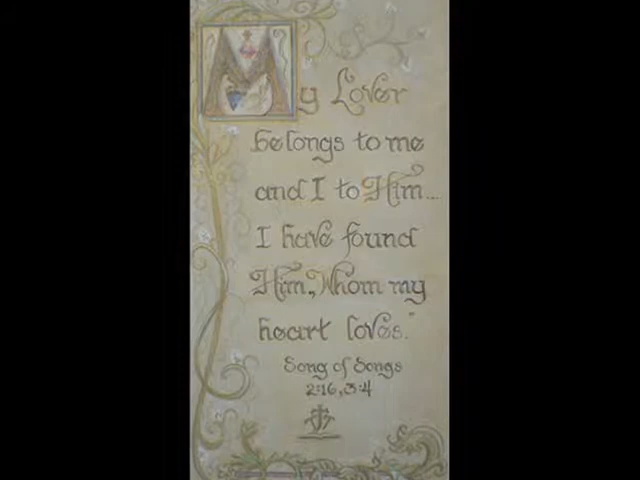 My Lover
belongs to me
and I to Him...
I have found
Him, Whom my
heart loves."
Song of Songs
2:16, 3:4